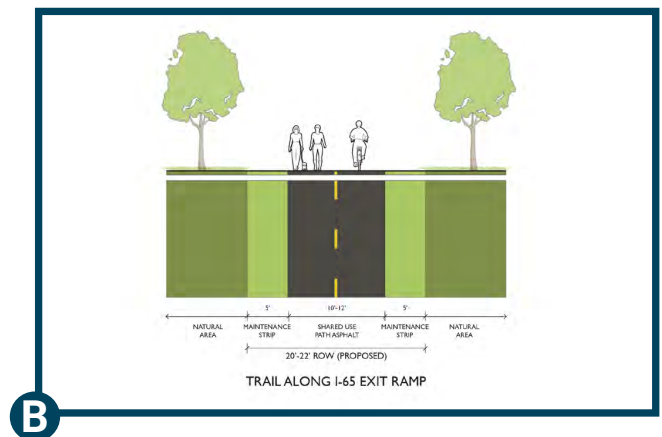 5' 10'-12' 5'
NATURAL AREA
MAINTENANCE STRIP
SHARED USE PATH ASPHALT
MAINTENANCE STRIP
NATURAL AREA
20'-22' ROW (PROPOSED)
TRAIL ALONG I-65 EXIT RAMP
B